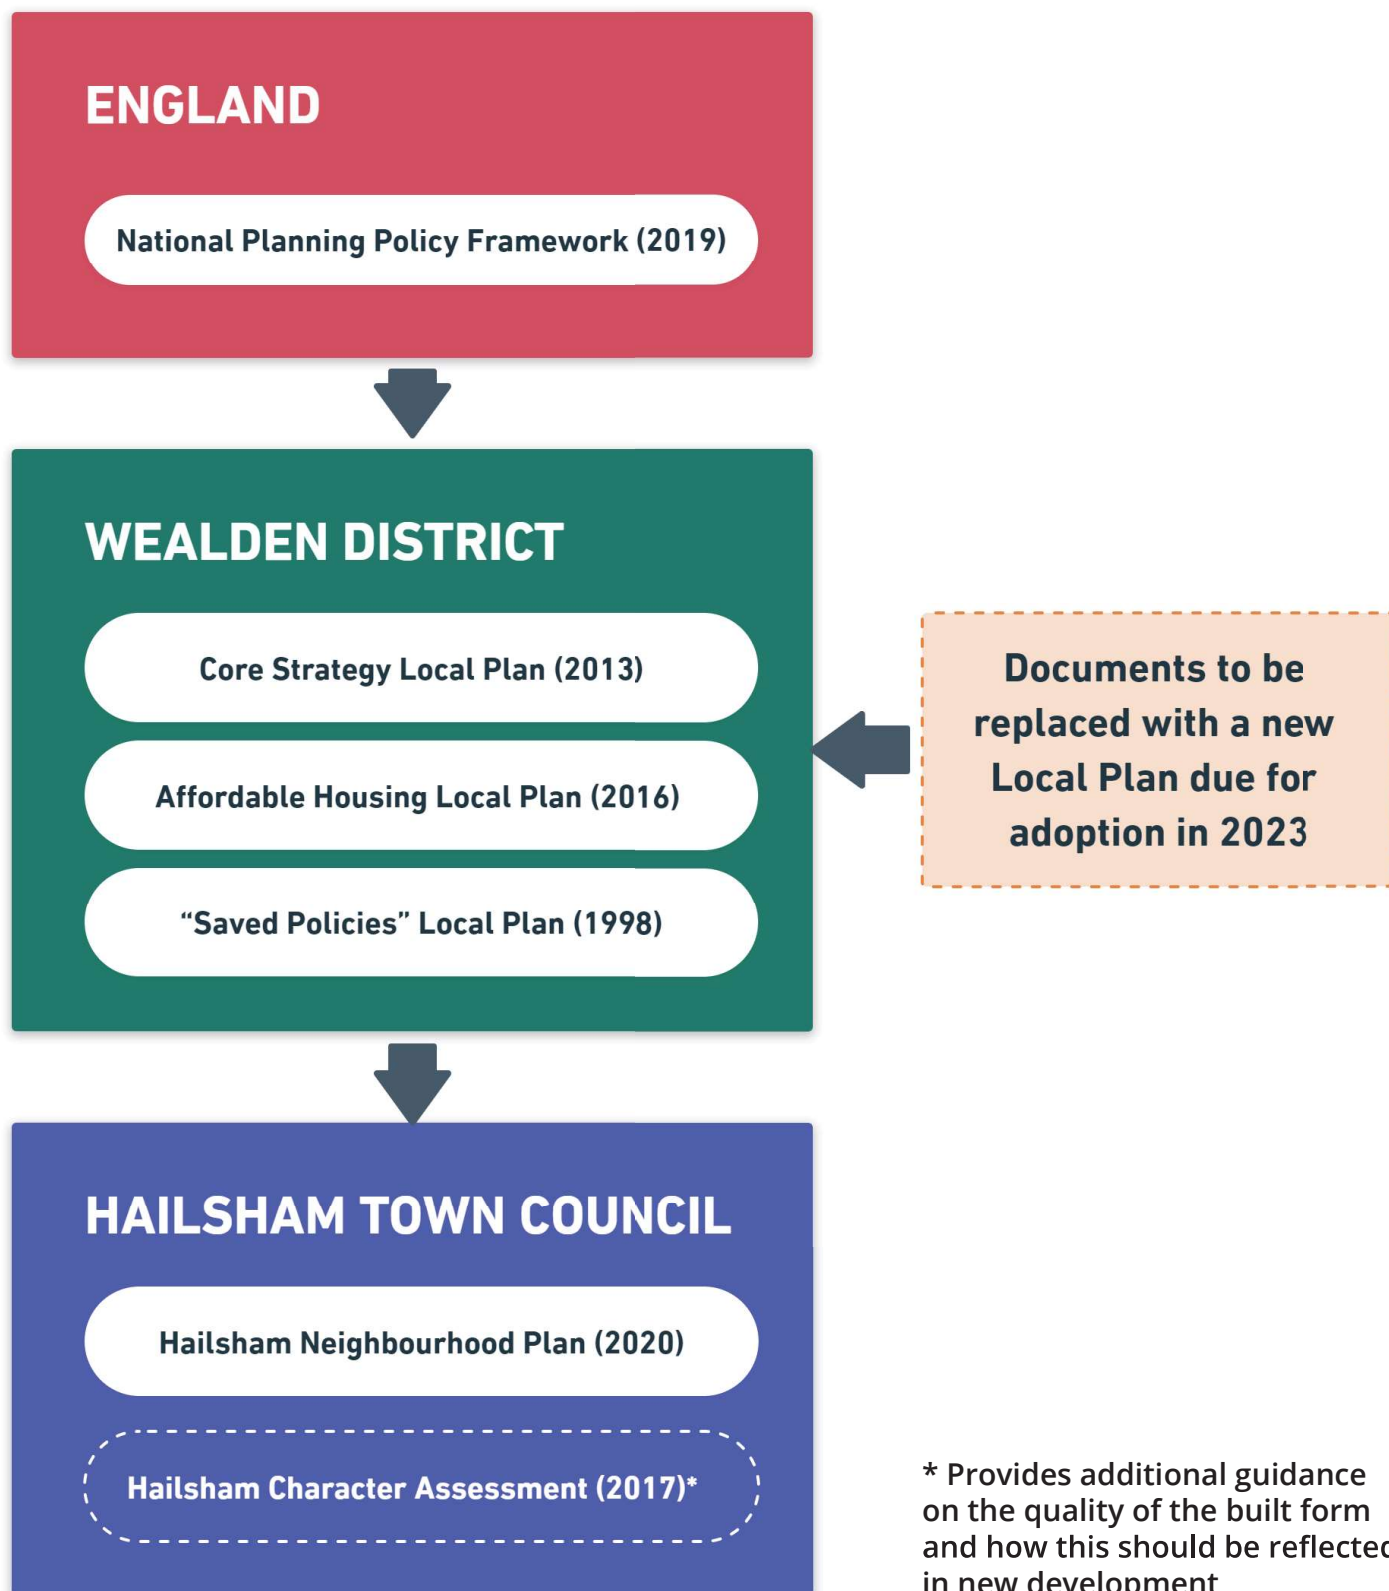 ENGLAND
National Planning Policy Framework (2019)
WEALDEN DISTRICT
Core Strategy Local Plan (2013)
Affordable Housing Local Plan (2016)
“Saved Policies” Local Plan (1998)
Documents to be
replaced with a new
Local Plan due for
adoption in 2023
HAILSHAM TOWN COUNCIL
Hailsham Neighbourhood Plan (2020)
Hailsham Character Assessment (2017)*
* Provides additional guidance
on the quality of the built form
and how this should be reflected
in new development